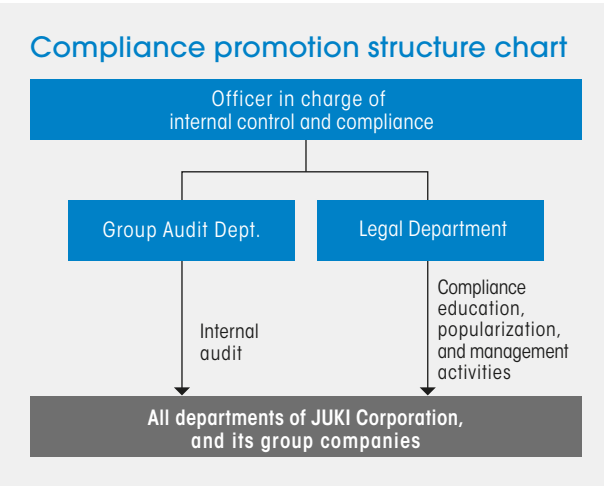 Compliance promotion structure chart
Officer in charge of
internal control and compliance
Group Audit Dept.
Legal Department
Internal
audit
Compliance
education,
popularization,
and management
activities
All departments of JUKI Corporation,
and its group companies